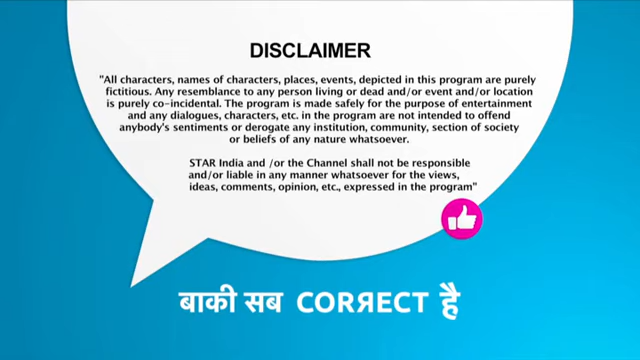 DISCLAIMER
"All characters, names of characters, places, events, depicted in this program are purely
fictitious. Any resemblance to any person living or dead and/or event and/or location
is purely co-incidental. The program is made safely for the purpose of entertainment
and any dialogues, characters, etc. in the program are not intended to offend
anybody's sentiments or derogate any institution, community, section of society
or beliefs of any nature whatsoever.
STAR India and /or the Channel shall not be responsible
and/or liable in any manner whatsoever for the views,
ideas, comments, opinion, etc., expressed in the program"
बाकी सब CORЯECT है